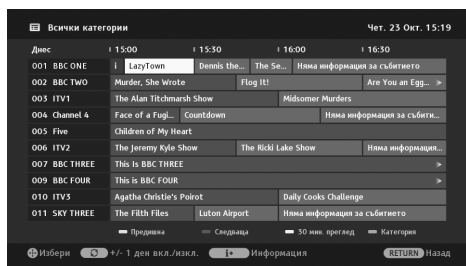 Всички категории Чет. 23 Окт. 15:19
Днес 15:00 15:30 16:00 16:30
001 BBC ONE i LazyTown Dennis the... The Se... Няма информация за събитието
002 BBC TWO Murder, She Wrote Flog It! Are You an Egg...
003 ITV1 The Alan Titchmarsh Show Midsomer Murders
004 Channel 4 Face of a Fugi... Countdown Няма информация за събити...
005 Five Children of My Heart
006 ITV2 The Jeremy Kyle Show The Ricki Lake Show Няма информация...
007 BBC THREE This Is BBC THREE
009 BBC FOUR This is BBC FOUR
010 ITV3 Agatha Christie's Poirot Daily Cooks Challenge
011 SKY THREE The Filth Files Luton Airport Няма информация за събитието
Предишна Следваща 30 мин. преглед Категория
Избери +/- 1 ден вкл./изкл. i+ Информация RETURN Назад